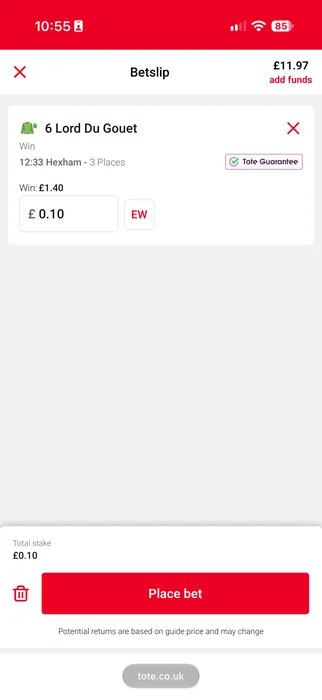 10:55
85
£11.97
Betslip
add funds
6 Lord Du Gouet
Win
12:33 Hexham - 3 Places
Tote Guarantee
Win: £1.40
£ 0.10
EW
Total stake
£0.10
Place bet
Potential returns are based on guide price and may change
tote.co.uk